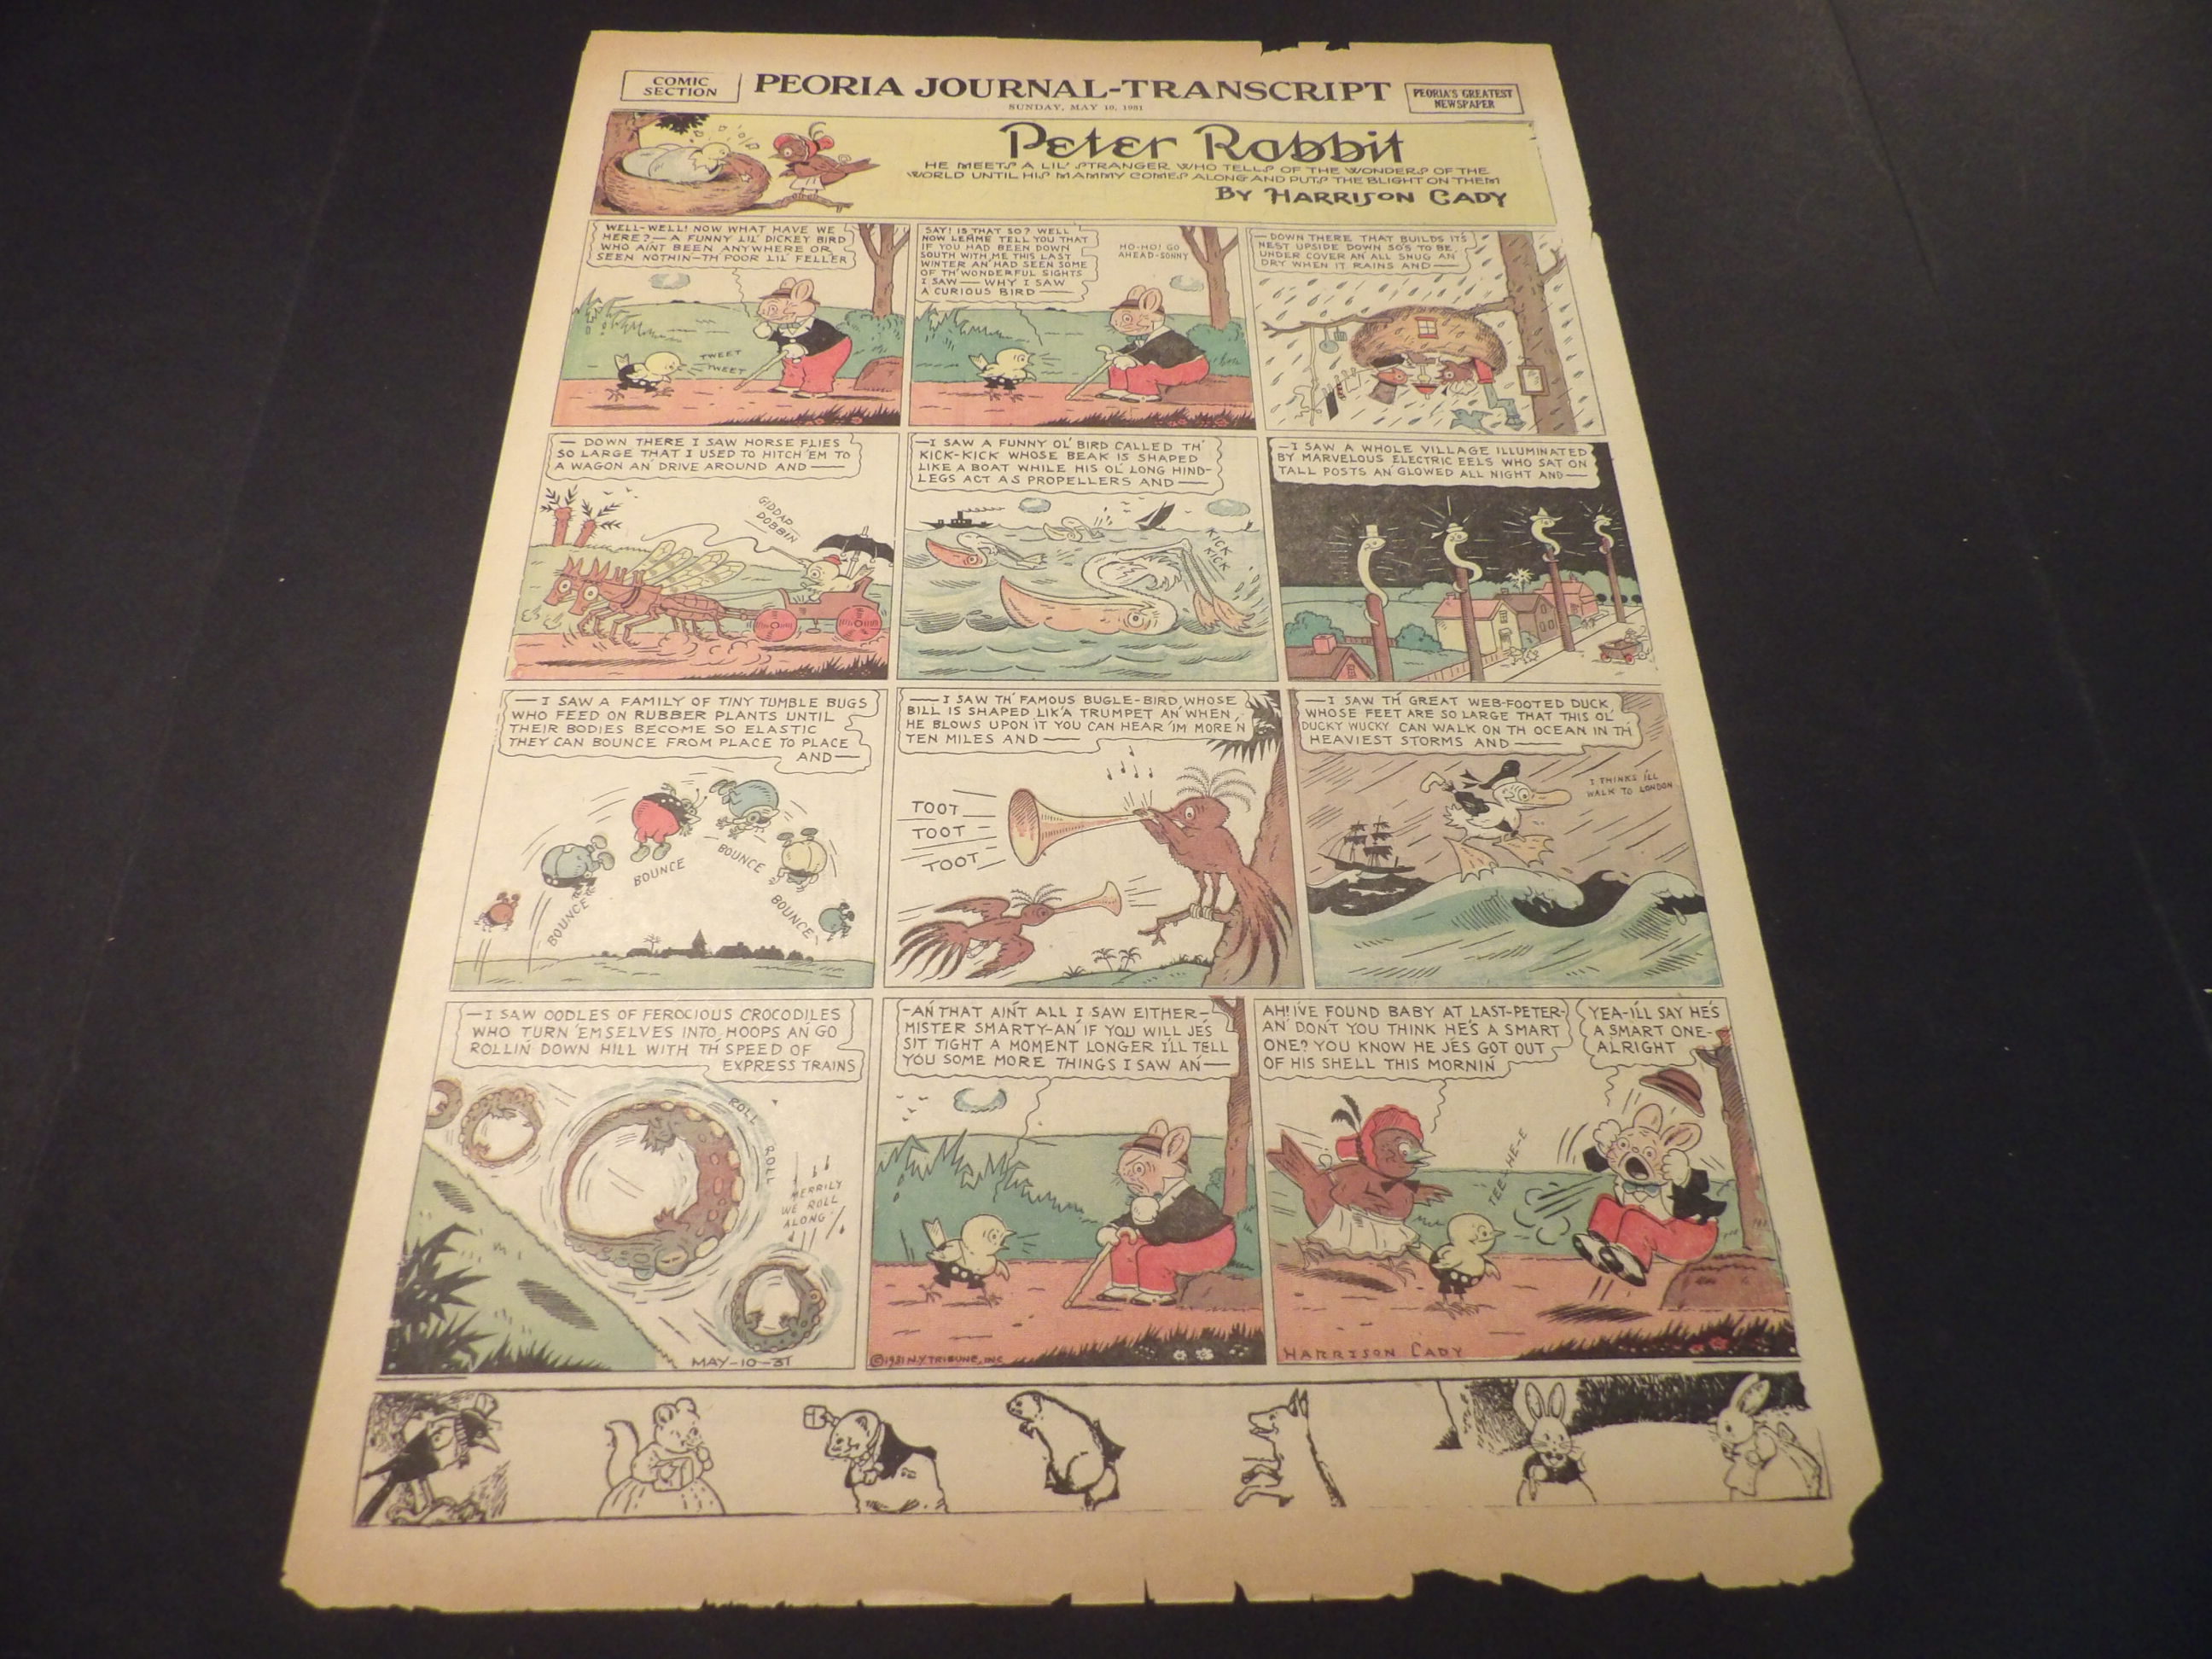 COMIC
SECTION
PEORIA JOURNAL-TRANSCRIPT
SUNDAY, MAY 10, 1931
PEORIA'S GREATEST
NEWSPAPER
Peter Rabbit
HE MEETS A LIL' STRANGER WHO TELLS OF THE WONDERS OF THE
WORLD UNTIL HIS MAMMY COMES ALONG AND PUTS THE BLIGHT ON THEM
BY HARRISON CADY
WELL-WELL! NOW WHAT HAVE WE
HERE?—A FUNNY LIL' DICKEY BIRD
WHO AINT BEEN ANYWHERE OR
SEEN NOTHIN—TH' POOR LIL' FELLER
TWEET
TWEET
SAY! IS THAT SO? WELL
NOW LEMME TELL YOU THAT
IF YOU HAD BEEN DOWN
SOUTH WITH ME THIS LAST
WINTER AN' HAD SEEN SOME
OF TH' WONDERFUL SIGHTS
I SAW—WHY I SAW
A CURIOUS BIRD—
HO-HO! GO
AHEAD-SONNY
—DOWN THERE THAT BUILDS IT'S
NEST UPSIDE DOWN SO'S TO BE
UNDER COVER AN' ALL SNUG AN'
DRY WHEN IT RAINS AND—
— DOWN THERE I SAW HORSE FLIES
SO LARGE THAT I USED TO HITCH 'EM TO
A WAGON AN' DRIVE AROUND AND—
GIDDAP
DOBBIN
—I SAW A FUNNY OL' BIRD CALLED TH'
KICK-KICK WHOSE BEAK IS SHAPED
LIKE A BOAT WHILE HIS OL' LONG HIND-
LEGS ACT AS PROPELLERS AND—
KICK
KICK
—I SAW A WHOLE VILLAGE ILLUMINATED
BY MARVELOUS ELECTRIC EELS WHO SAT ON
TALL POSTS AN' GLOWED ALL NIGHT AND—
—I SAW A FAMILY OF TINY TUMBLE BUGS
WHO FEED ON RUBBER PLANTS UNTIL
THEIR BODIES BECOME SO ELASTIC
THEY CAN BOUNCE FROM PLACE TO PLACE
AND—
BOUNCE
BOUNCE
BOUNCE
BOUNCE
—I SAW TH' FAMOUS BUGLE-BIRD WHOSE
BILL IS SHAPED LIK'A TRUMPET AN' WHEN
HE BLOWS UPON IT YOU CAN HEAR 'IM MORE'N
TEN MILES AND—
TOOT
TOOT
TOOT
—I SAW TH' GREAT WEB-FOOTED DUCK
WHOSE FEET ARE SO LARGE THAT THIS OL'
DUCKY WUCKY CAN WALK ON TH' OCEAN IN TH'
HEAVIEST STORMS AND—
I THINKS I'LL
WALK TO LONDON
—I SAW OODLES OF FEROCIOUS CROCODILES
WHO TURN 'EMSELVES INTO HOOPS AN' GO
ROLLIN' DOWN HILL WITH TH' SPEED OF
EXPRESS TRAINS
ROLL
ROLL
MERRILY
WE ROLL
ALONG
MAY-10-31
-AN' THAT AIN'T ALL I SAW EITHER-
MISTER SMARTY-AN' IF YOU WILL JES'
SIT TIGHT A MOMENT LONGER I'LL TELL
YOU SOME MORE THINGS I SAW AN'—
©1931 N.Y. TRIBUNE, INC.
AH! I'VE FOUND BABY AT LAST-PETER-
AN' DON'T YOU THINK HE'S A SMART
ONE? YOU KNOW HE JES GOT OUT
OF HIS SHELL THIS MORNIN'
YEA-I'LL SAY HE'S
A SMART ONE-
ALRIGHT
TEE-HE-E
HARRISON CADY